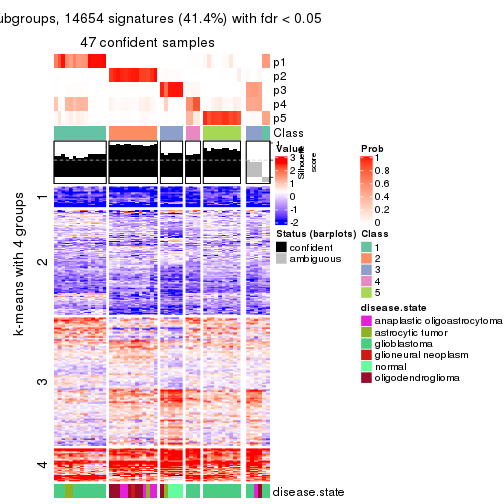 ubgroups, 14654 signatures (41.4%) with fdr < 0.05
47 confident samples
p1
p2
p3
p4
p5
Class
1
Silhouette
score
k-means with 4 groups
1
2
3
4
disease.state
Value
3
2
1
0
-1
-2
Status (barplots)
confident
ambiguous
Prob
1
0.8
0.6
0.4
0.2
0
Class
1
2
3
4
5
disease.state
anaplastic oligoastrocytoma
astrocytic tumor
glioblastoma
glioneural neoplasm
normal
oligodendroglioma